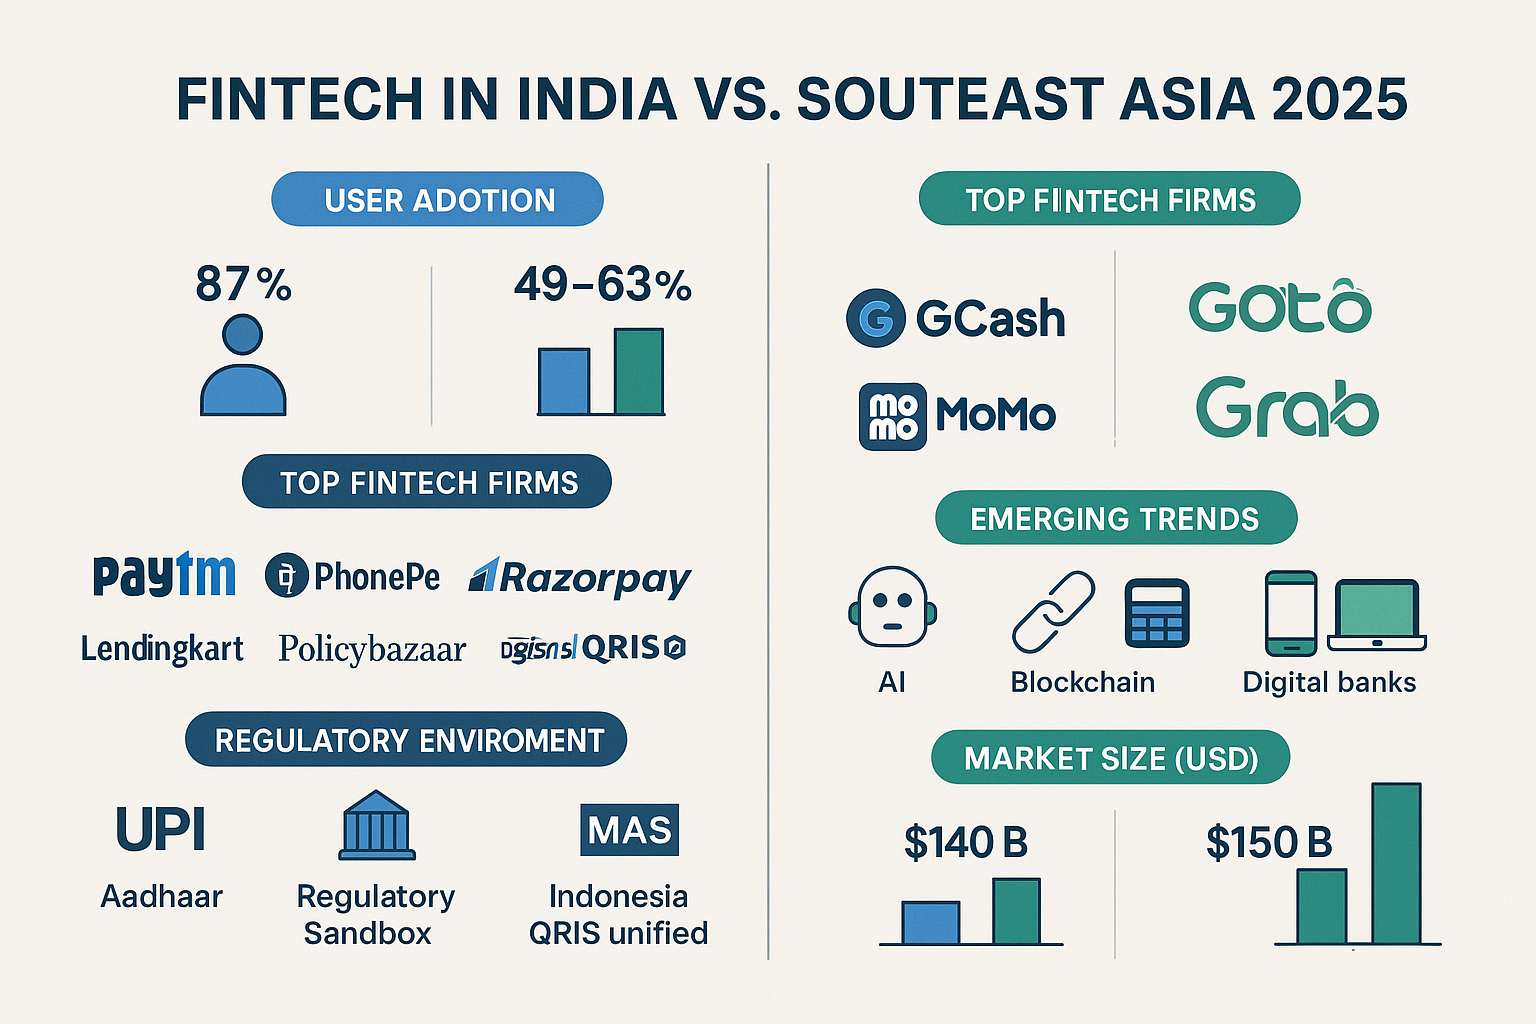 FINTECH IN INDIA VS. SOUTEAST ASIA 2025
USER ADOTION
87%
49–63%
TOP FINTECH FIRMS
paytm
PhonePe
Razorpay
Lendingkart
Policybazaar
QRIS
REGULATORY ENVIROMENT
UPI
Aadhaar
Regulatory
Sandbox
MAS
Indonesia
QRIS unified
TOP FINTECH FIRMS
G GCash
GOTO
mo
mo
MoMo
Grab
EMERGING TRENDS
AI
Blockchain
Digital banks
MARKET SIZE (USD)
$140 B
$150 B